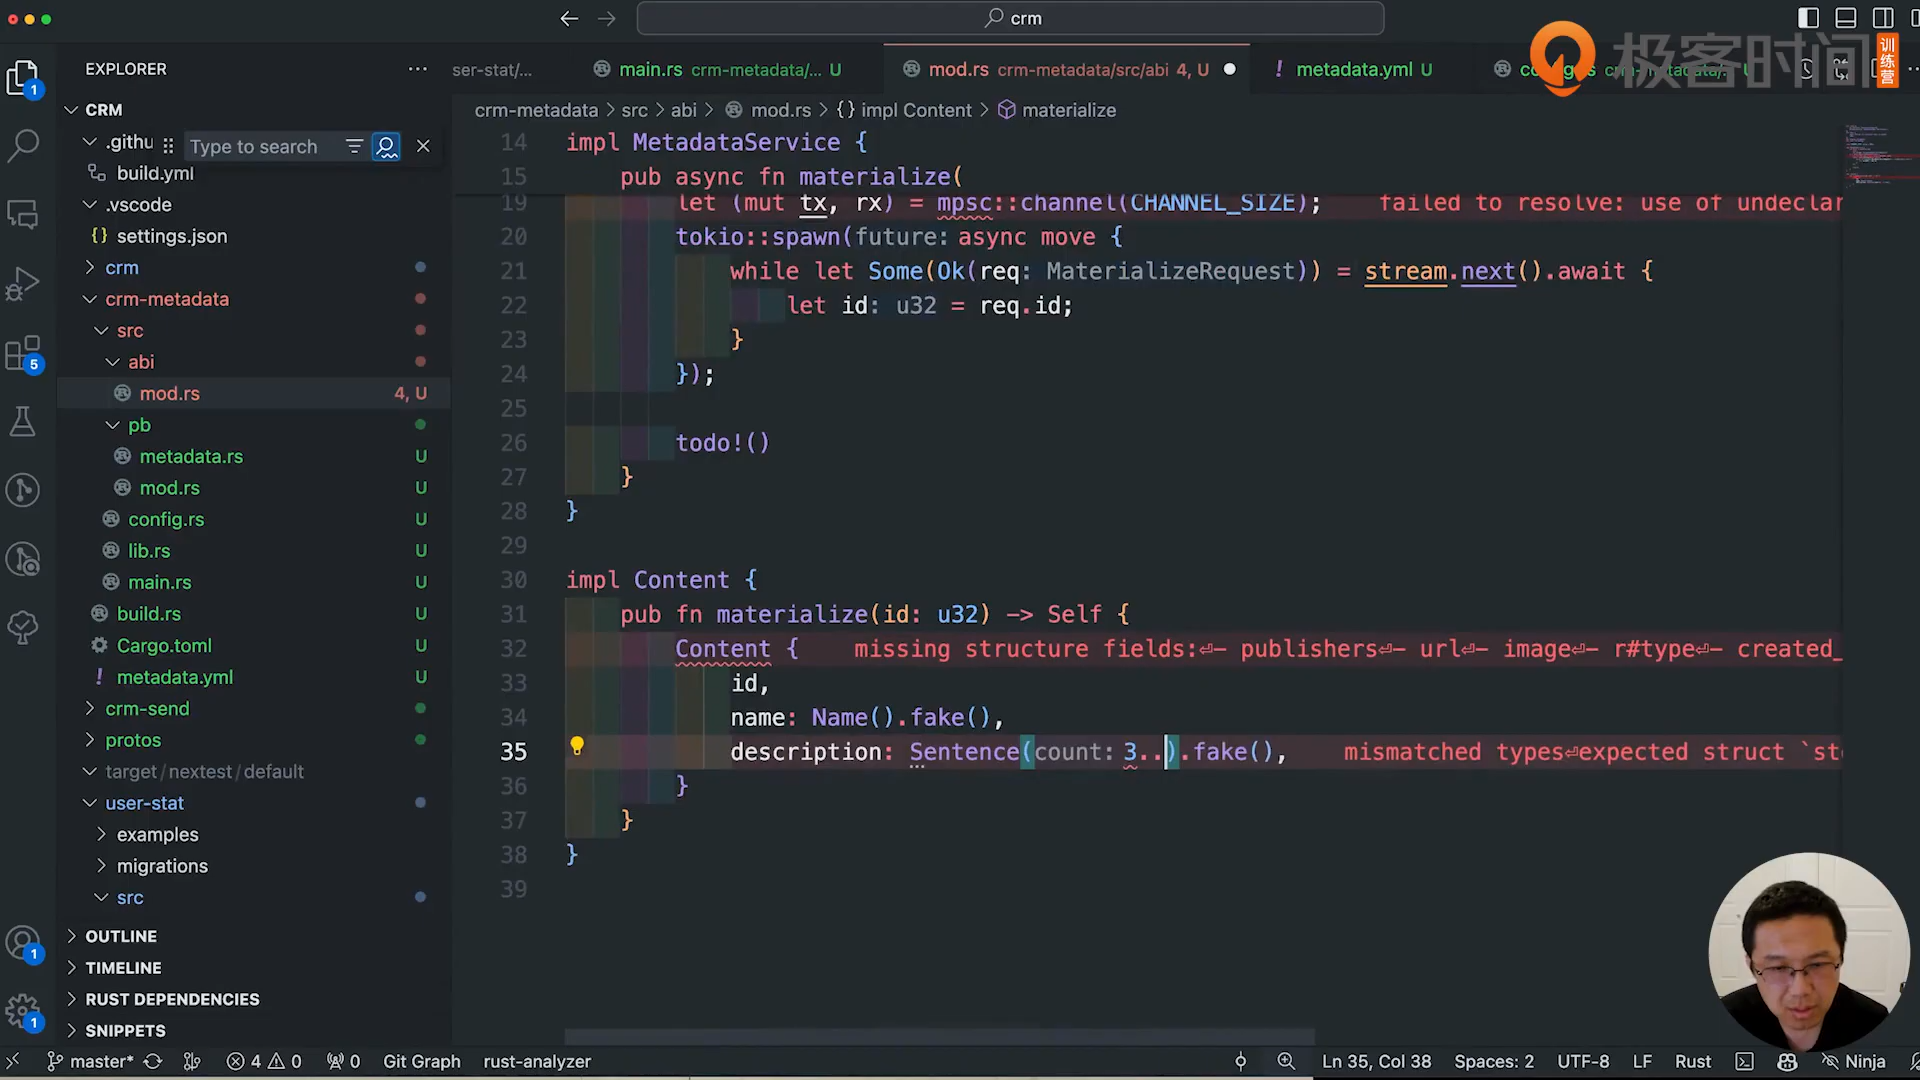 crm
EXPLORER
CRM
.githu
Type to search
build.yml
.vscode
settings.json
crm
crm-metadata
src
abi
mod.rs 4, U
pb
metadata.rs U
mod.rs U
config.rs U
lib.rs U
main.rs U
build.rs U
Cargo.toml U
metadata.yml U
crm-send
protos
target/nextest/default
user-stat
examples
migrations
src
OUTLINE
TIMELINE
RUST DEPENDENCIES
SNIPPETS
1
5
1
1
ser-stat/...
main.rs crm-metadata/... U
mod.rs crm-metadata/src/abi 4, U
metadata.yml U
极客时间
训练营
crm-metadata > src > abi > mod.rs > {} impl Content > materialize
14 impl MetadataService {
15 pub async fn materialize(
19 let (mut tx, rx) = mpsc::channel(CHANNEL_SIZE); failed to resolve: use of undeclar
20 tokio::spawn(future: async move {
21 while let Some(Ok(req: MaterializeRequest)) = stream.next().await {
22 let id: u32 = req.id;
23 }
24 });
25
26 todo!()
27 }
28 }
29
30 impl Content {
31 pub fn materialize(id: u32) -> Self {
32 Content { missing structure fields:⏎- publishers⏎- url⏎- image⏎- r#type⏎- created_
33 id,
34 name: Name().fake(),
35 description: Sentence(count: 3..).fake(), mismatched types⏎expected struct `st
36 }
37 }
38 }
39
master* 4 0 0 Git Graph rust-analyzer
Ln 35, Col 38 Spaces: 2 UTF-8 LF Rust Ninja